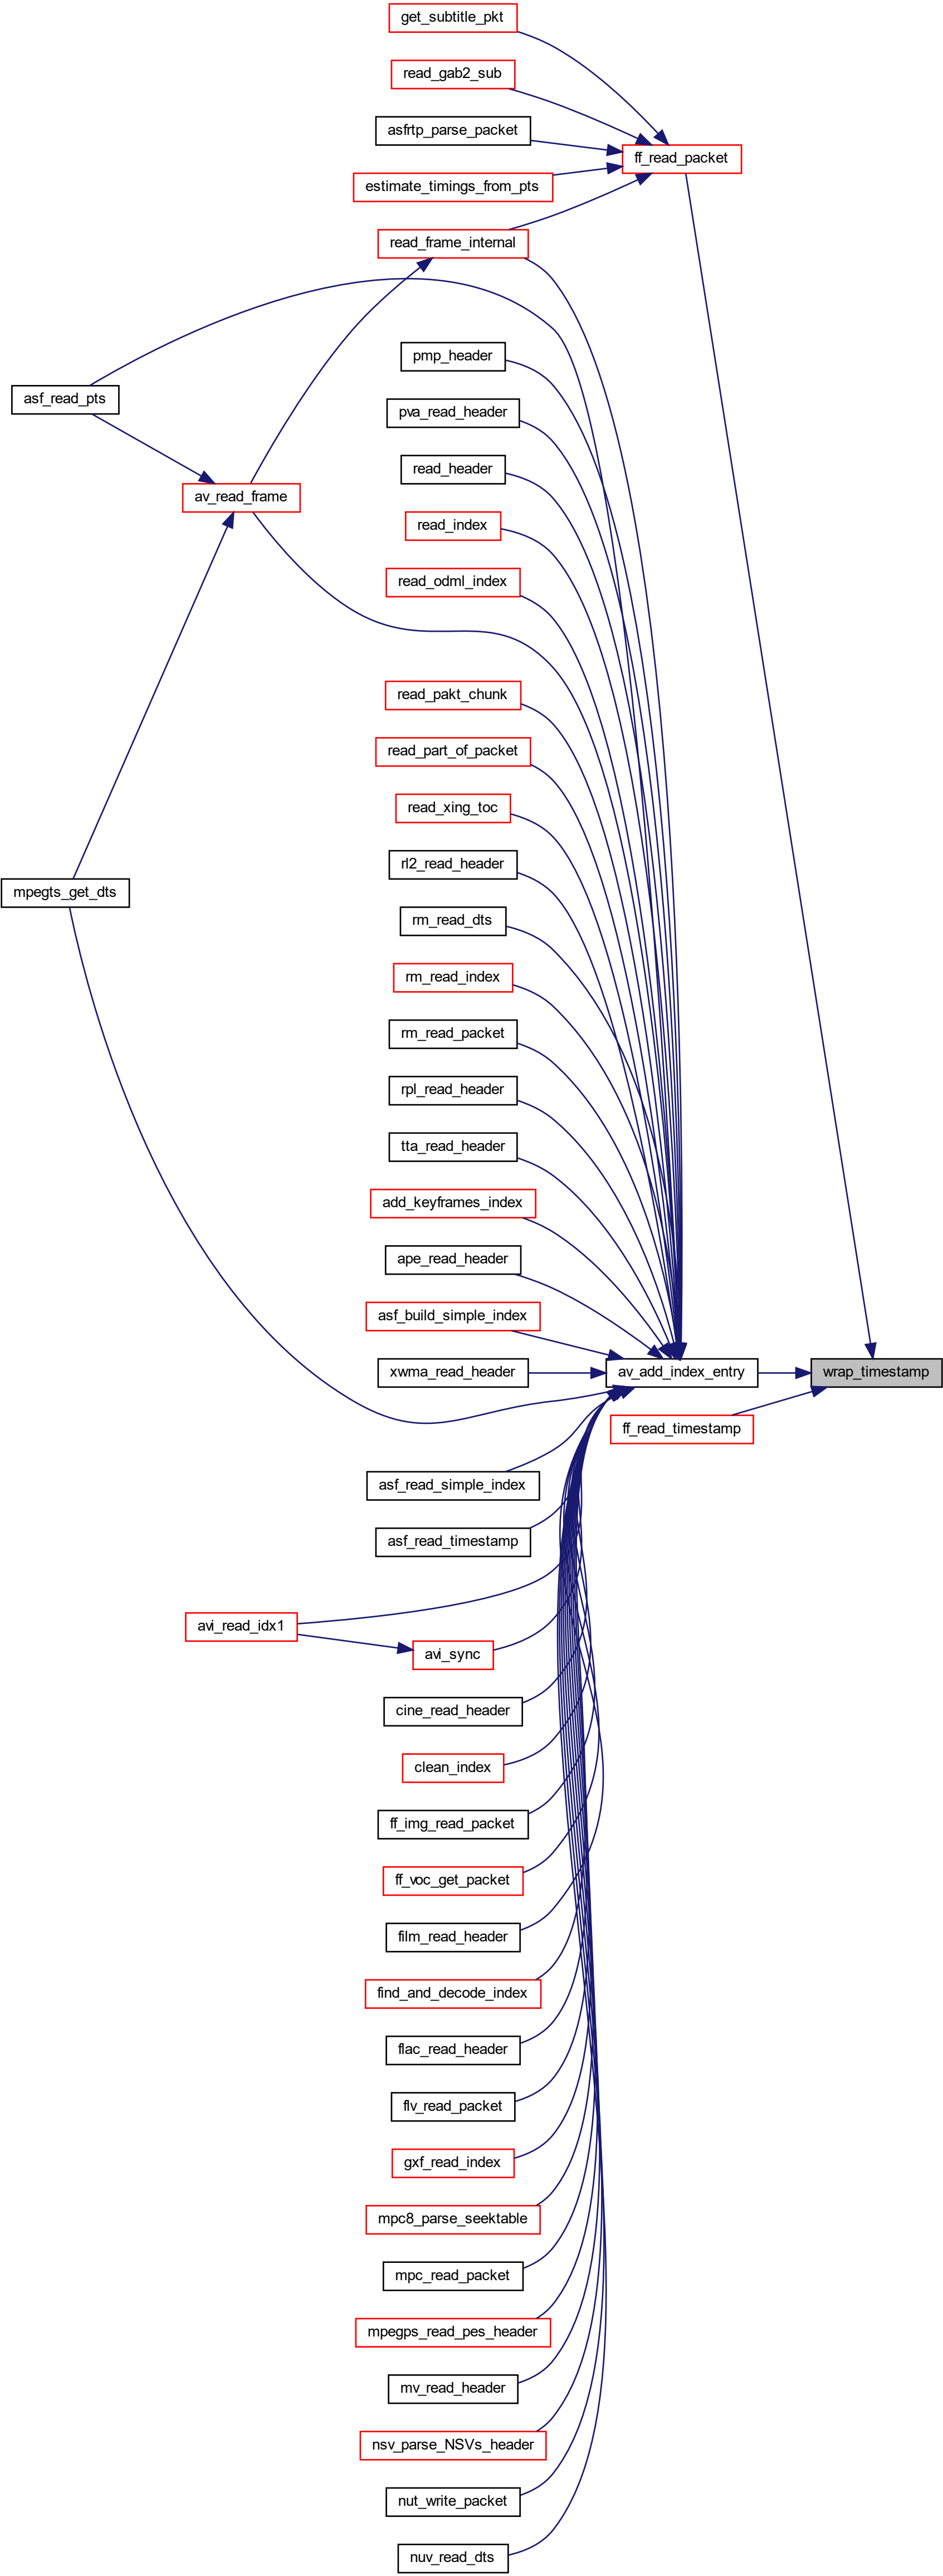 get_subtitle_pkt
read_gab2_sub
asfrtp_parse_packet
ff_read_packet
estimate_timings_from_pts
read_frame_internal
pmp_header
asf_read_pts
pva_read_header
read_header
av_read_frame
read_index
read_odml_index
read_pakt_chunk
read_part_of_packet
read_xing_toc
rl2_read_header
mpegts_get_dts
rm_read_dts
rm_read_index
rm_read_packet
rpl_read_header
tta_read_header
add_keyframes_index
ape_read_header
asf_build_simple_index
xwma_read_header
av_add_index_entry
wrap_timestamp
ff_read_timestamp
asf_read_simple_index
asf_read_timestamp
avi_read_idx1
avi_sync
cine_read_header
clean_index
ff_img_read_packet
ff_voc_get_packet
film_read_header
find_and_decode_index
flac_read_header
flv_read_packet
gxf_read_index
mpc8_parse_seektable
mpc_read_packet
mpegps_read_pes_header
mv_read_header
nsv_parse_NSVs_header
nut_write_packet
nuv_read_dts